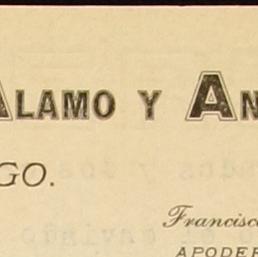 ALAMO Y AN
GO.
Francisc
APODER